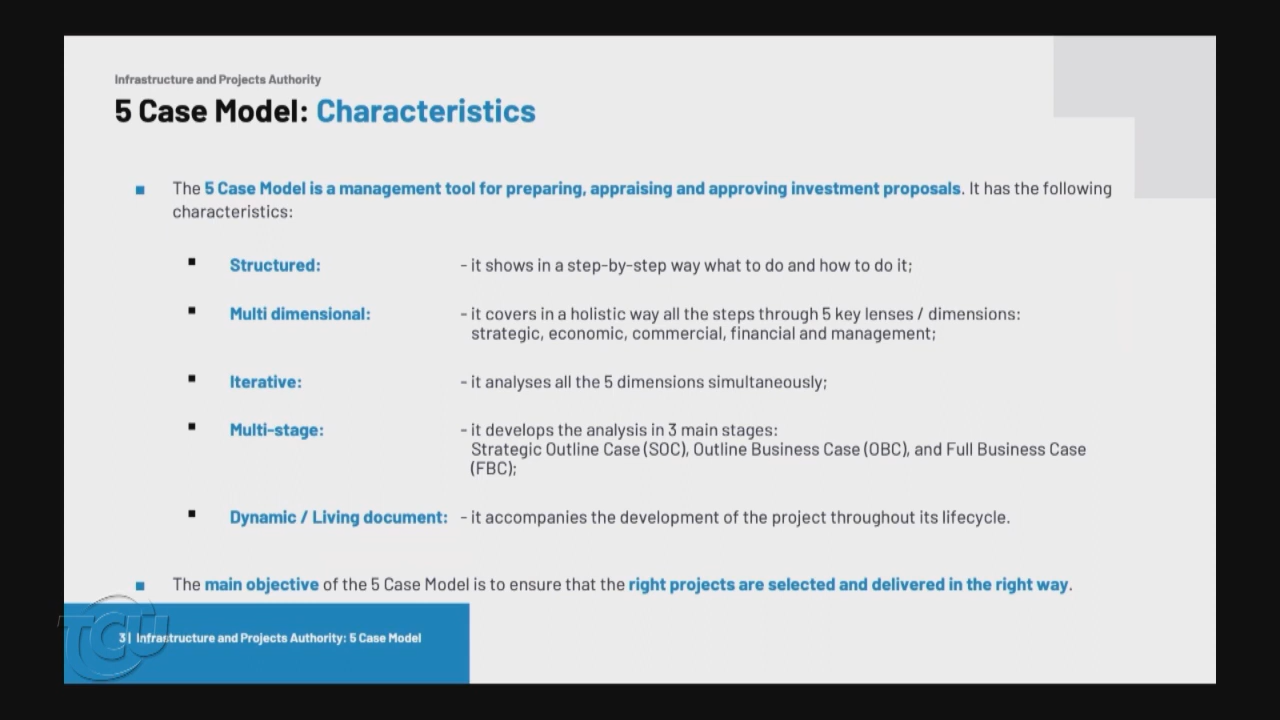 Infrastructure and Projects Authority
5 Case Model: Characteristics
The 5 Case Model is a management tool for preparing, appraising and approving investment proposals. It has the following
characteristics:
Structured: - it shows in a step-by-step way what to do and how to do it;
Multi dimensional: - it covers in a holistic way all the steps through 5 key lenses / dimensions:
strategic, economic, commercial, financial and management;
Iterative: - it analyses all the 5 dimensions simultaneously;
Multi-stage: - it develops the analysis in 3 main stages:
Strategic Outline Case (SOC), Outline Business Case (OBC), and Full Business Case
(FBC);
Dynamic / Living document: - it accompanies the development of the project throughout its lifecycle.
The main objective of the 5 Case Model is to ensure that the right projects are selected and delivered in the right way.
TCU
3 | Infrastructure and Projects Authority: 5 Case Model